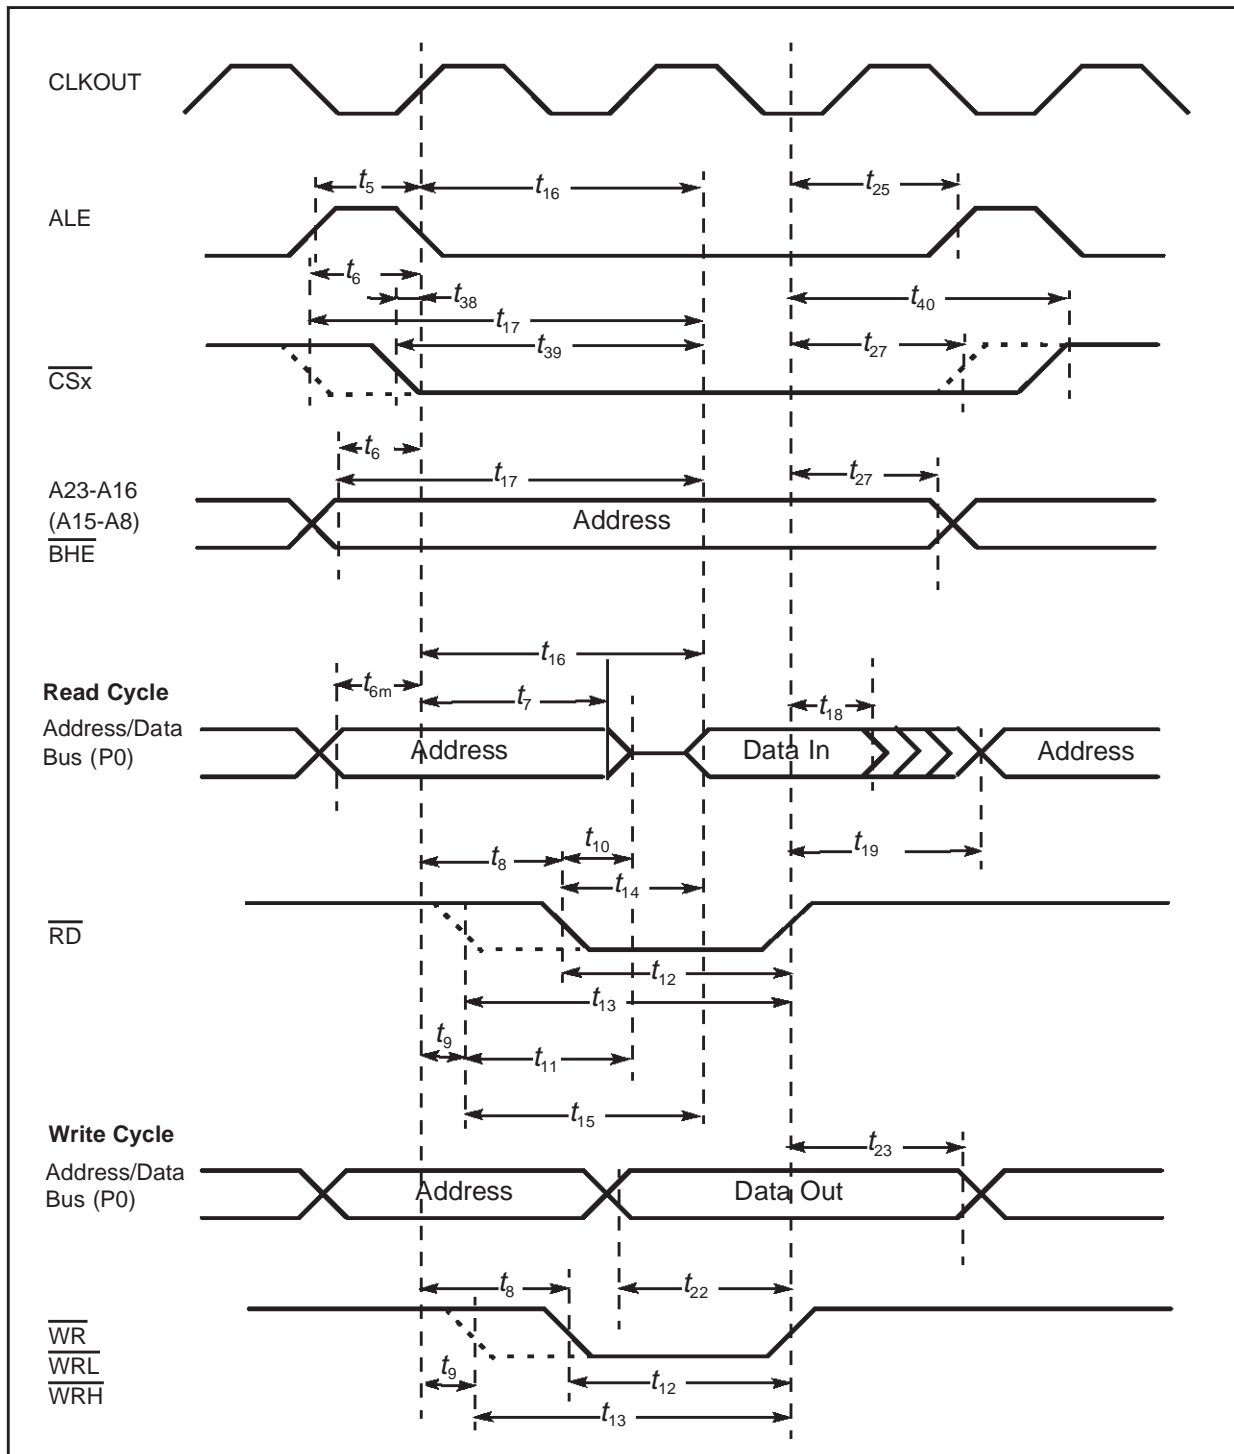 CLKOUT
t5 t16 t25
ALE
t6 t38 t40
t17
t39 t27
CSx
t6
t17 t27
A23-A16
(A15-A8) Address
BHE
t16
Read Cycle t6m t7 t18
Address/Data
Bus (P0) Address Data In Address
t8 t10 t19
t14
RD
t12
t13
t9 t11
t15
Write Cycle
t23
Address/Data
Bus (P0) Address Data Out
t8 t22
WR
WRL
WRH
t9 t12
t13